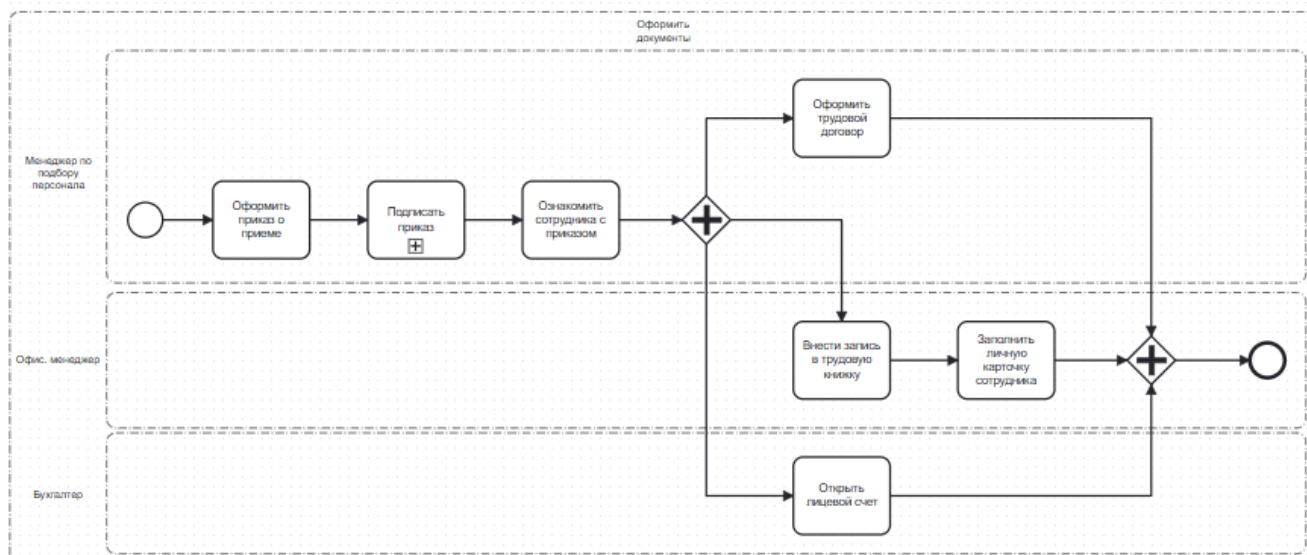 Оформить
документы
Менеджер по
подбору
персонала
Оформить
приказ о
приеме
Подписать
приказ
Ознакомить
сотрудника с
приказом
Оформить
трудовой
договор
Офис. менеджер
Внести запись
в трудовую
книжку
Заполнить
личную
карточку
сотрудника
Бухгалтер
Открыть
лицевой счет